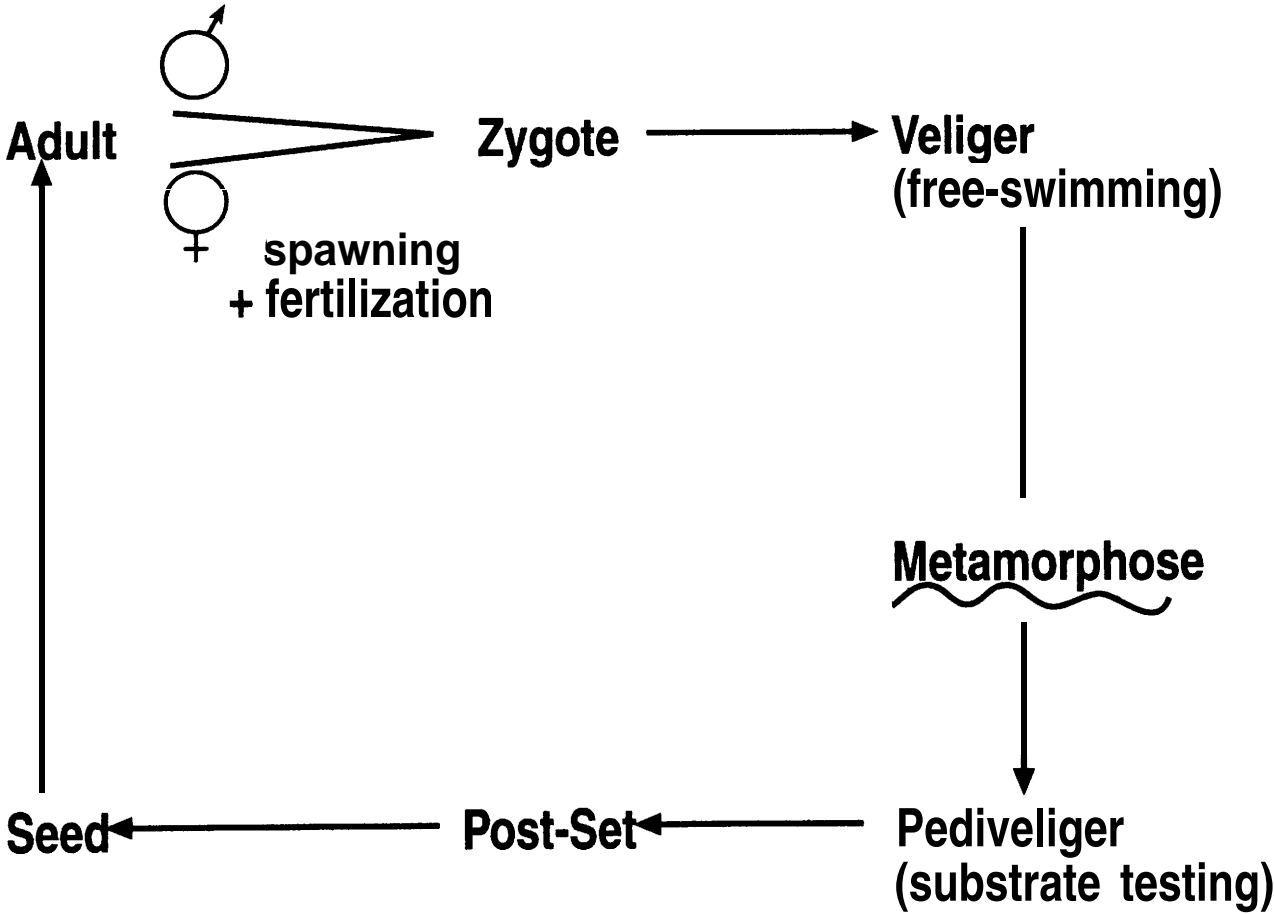 Adult
Zygote
Veliger
(free-swimming)
spawning
+ fertilization
Metamorphose
Pediveliger
(substrate testing)
Post-Set
Seed